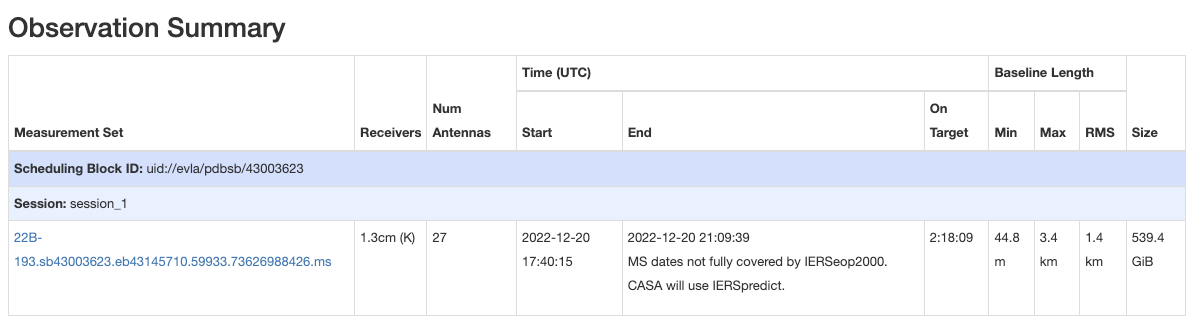 Observation Summary
Time (UTC)
Baseline Length
Measurement Set
Receivers
Num
Antennas
Start
End
On
Target
Min
Max
RMS
Size
Scheduling Block ID: uid://evla/pdbsb/43003623
Session: session_1
22B-
193.sb43003623.eb43145710.59933.73626988426.ms
1.3cm (K)
27
2022-12-20
17:40:15
2022-12-20 21:09:39
MS dates not fully covered by IERSeop2000.
CASA will use IERSpredict.
2:18:09
44.8
m
3.4
km
1.4
km
539.4
GiB